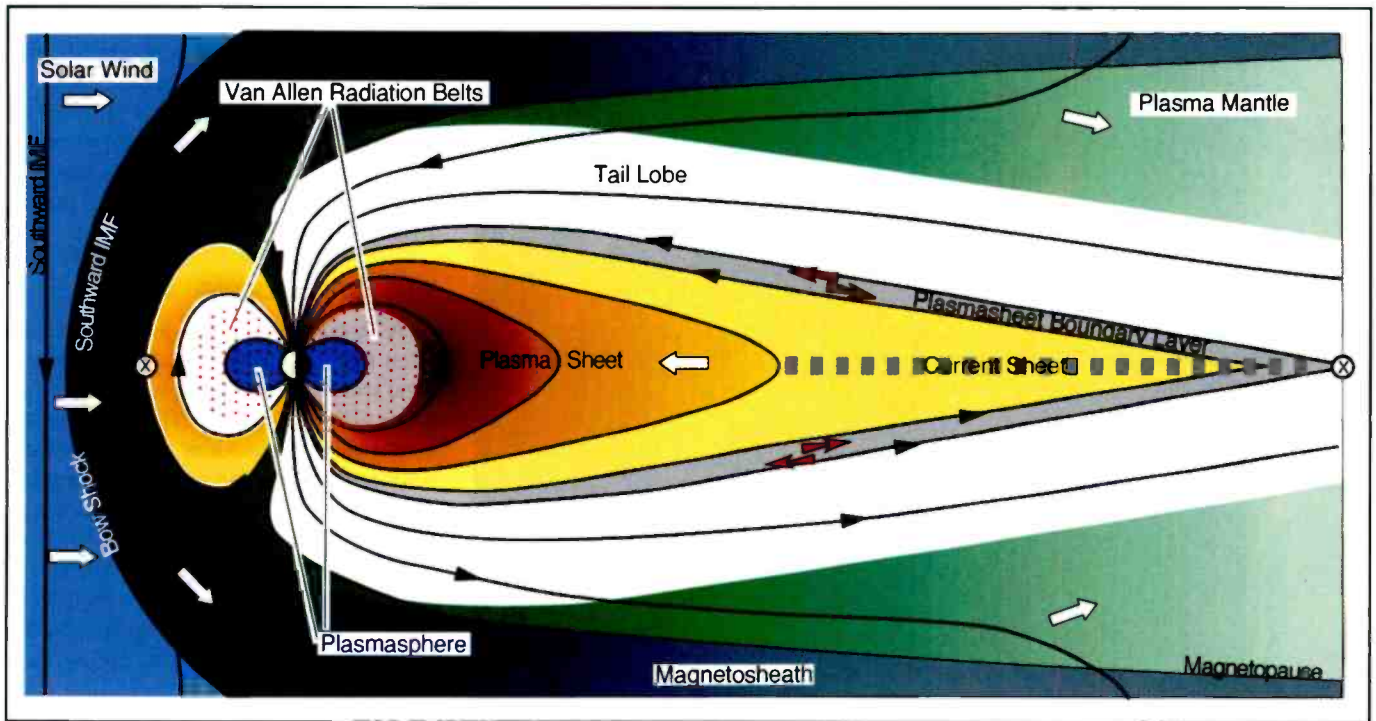 Solar Wind
Van Allen Radiation Belts
Plasma Mantle
Southward IMF
Tail Lobe
Southward IMF
Plasmasheet Boundary Layer
Plasma Sheet
Current Sheet
Bow Shock
Plasmasphere
Magnetosheath
Magnetopause